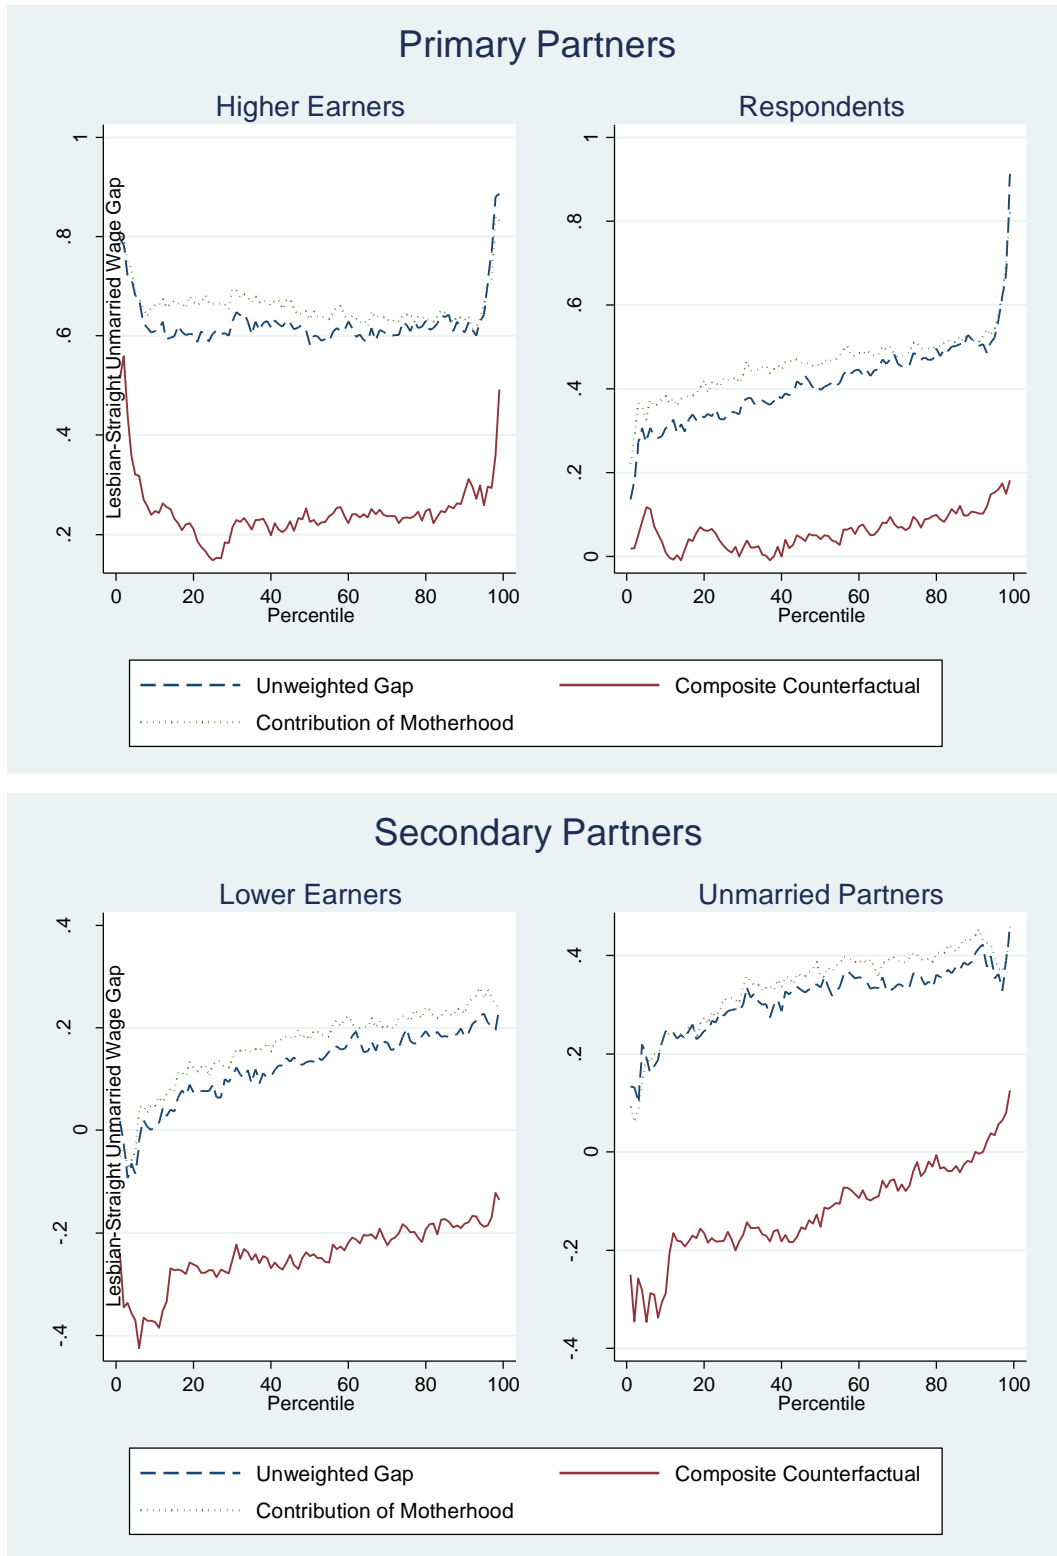 Primary Partners
Higher Earners
Respondents
Lesbian-Straight Unmarried Wage Gap
1
.8
.6
.4
.2
0 20 40 60 80 100
Percentile
1
.8
.6
.4
.2
0
0 20 40 60 80 100
Percentile
Unweighted Gap
Composite Counterfactual
Contribution of Motherhood
Secondary Partners
Lower Earners
Unmarried Partners
Lesbian-Straight Unmarried Wage Gap
.4
.2
0
-.2
-.4
0 20 40 60 80 100
Percentile
.4
.2
0
-.2
-.4
0 20 40 60 80 100
Percentile
Unweighted Gap
Composite Counterfactual
Contribution of Motherhood